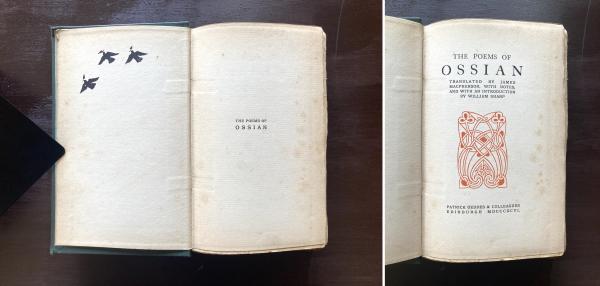 THE POEMS OF
OSSIAN
THE POEMS OF
OSSIAN
TRANSLATED BY JAMES
MACPHERSON, WITH NOTES,
AND WITH AN INTRODUCTION
BY WILLIAM SHARP
PATRICK GEDDES & COLLEAGUES
EDINBURGH MDCCCXCVI.